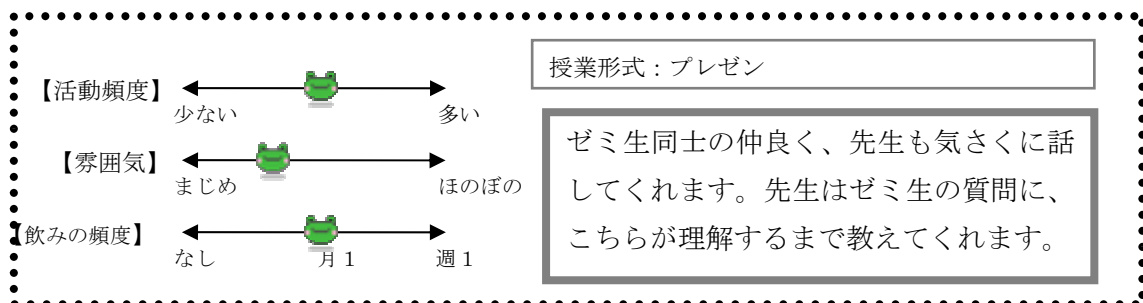 【活動頻度】
少ない 多い
【雰囲気】
まじめ ほのぼの
【飲みの頻度】
なし 月1 週1
授業形式：プレゼン
ゼミ生同士の仲良く、先生も気さくに話
してくれます。先生はゼミ生の質問に、
こちらが理解するまで教えてくれます。